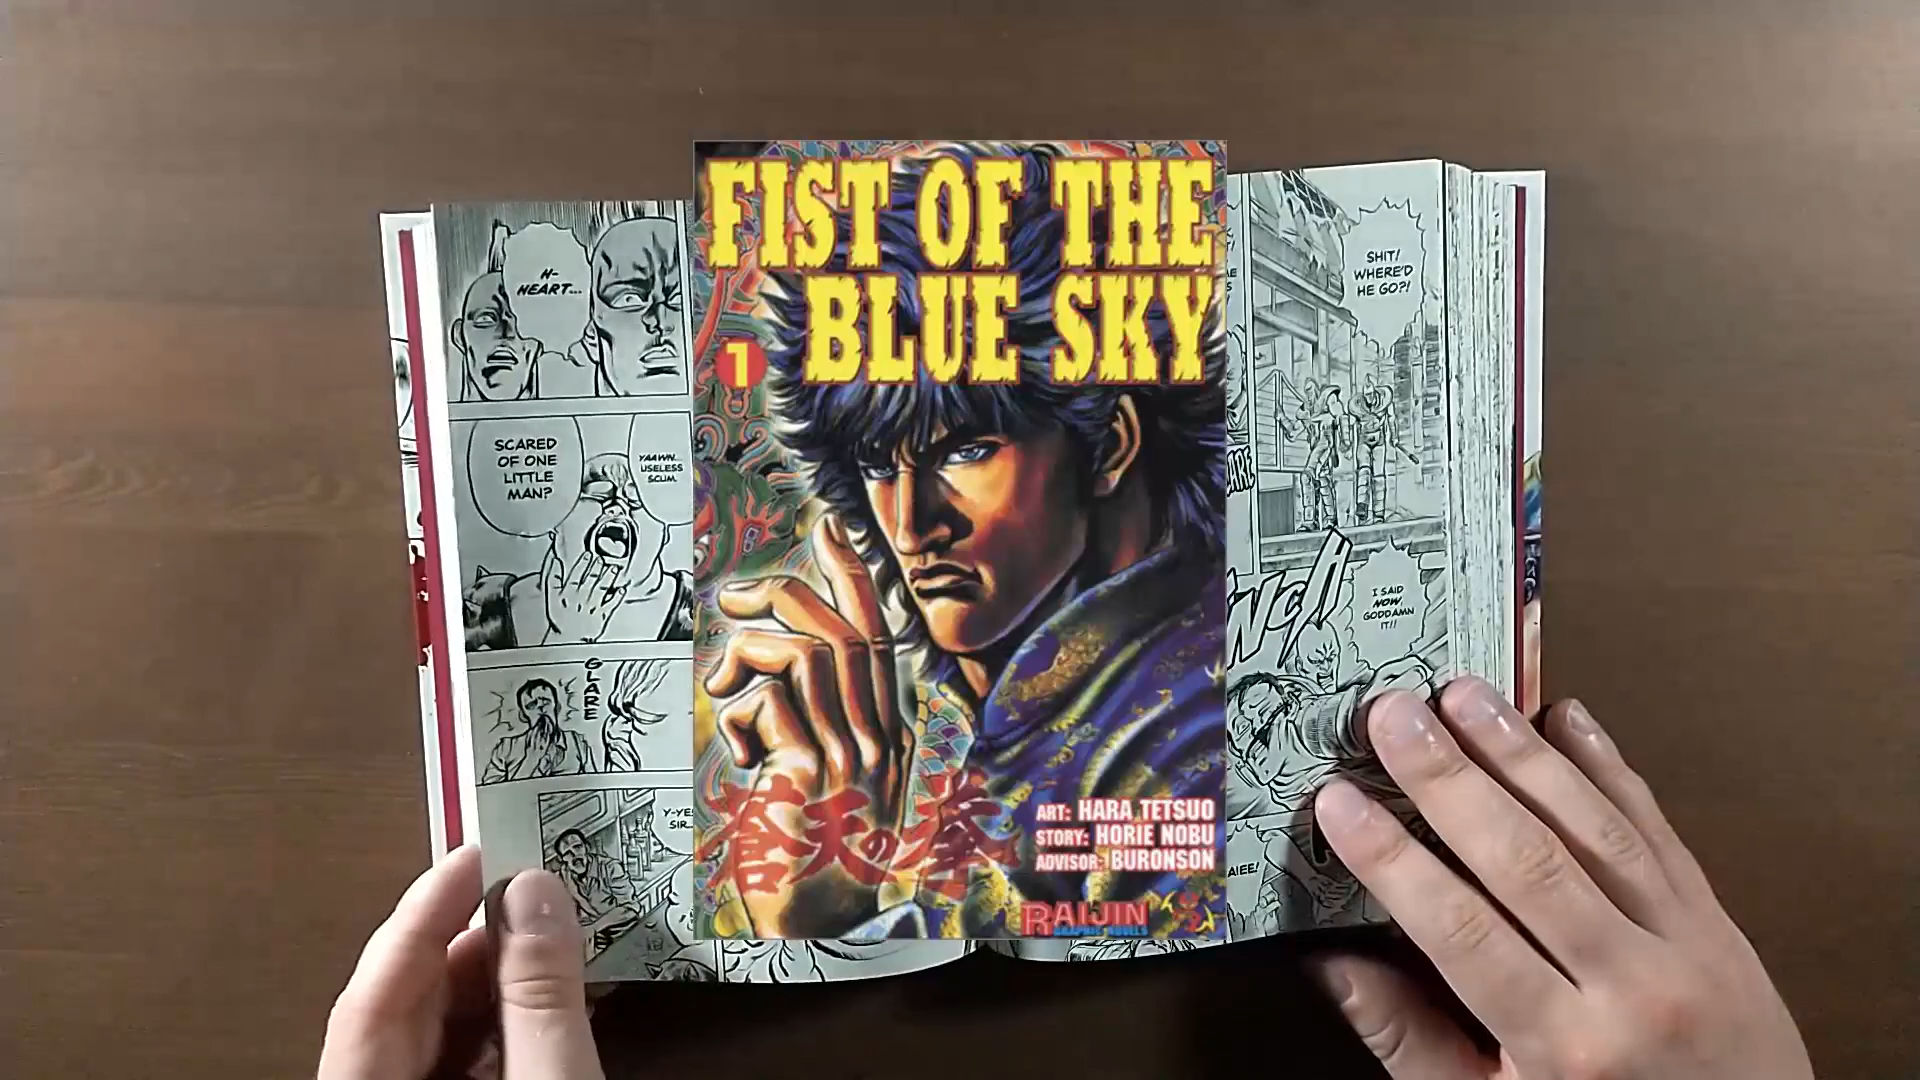 H-
HEART...
SCARED
OF ONE
LITTLE
MAN?
YAAWN...
USELESS
SCUM.
GLARE
Y-YES
SIR...
FIST OF THE
BLUE SKY
1
蒼天の拳
ART: HARA TETSUO
STORY: HORIE NOBU
ADVISOR: BURONSON
RAIJIN
GRAPHIC NOVELS
SHIT!
WHERE'D
HE GO?!
I SAID
NOW,
GODDAMN
IT!!
AIEE!